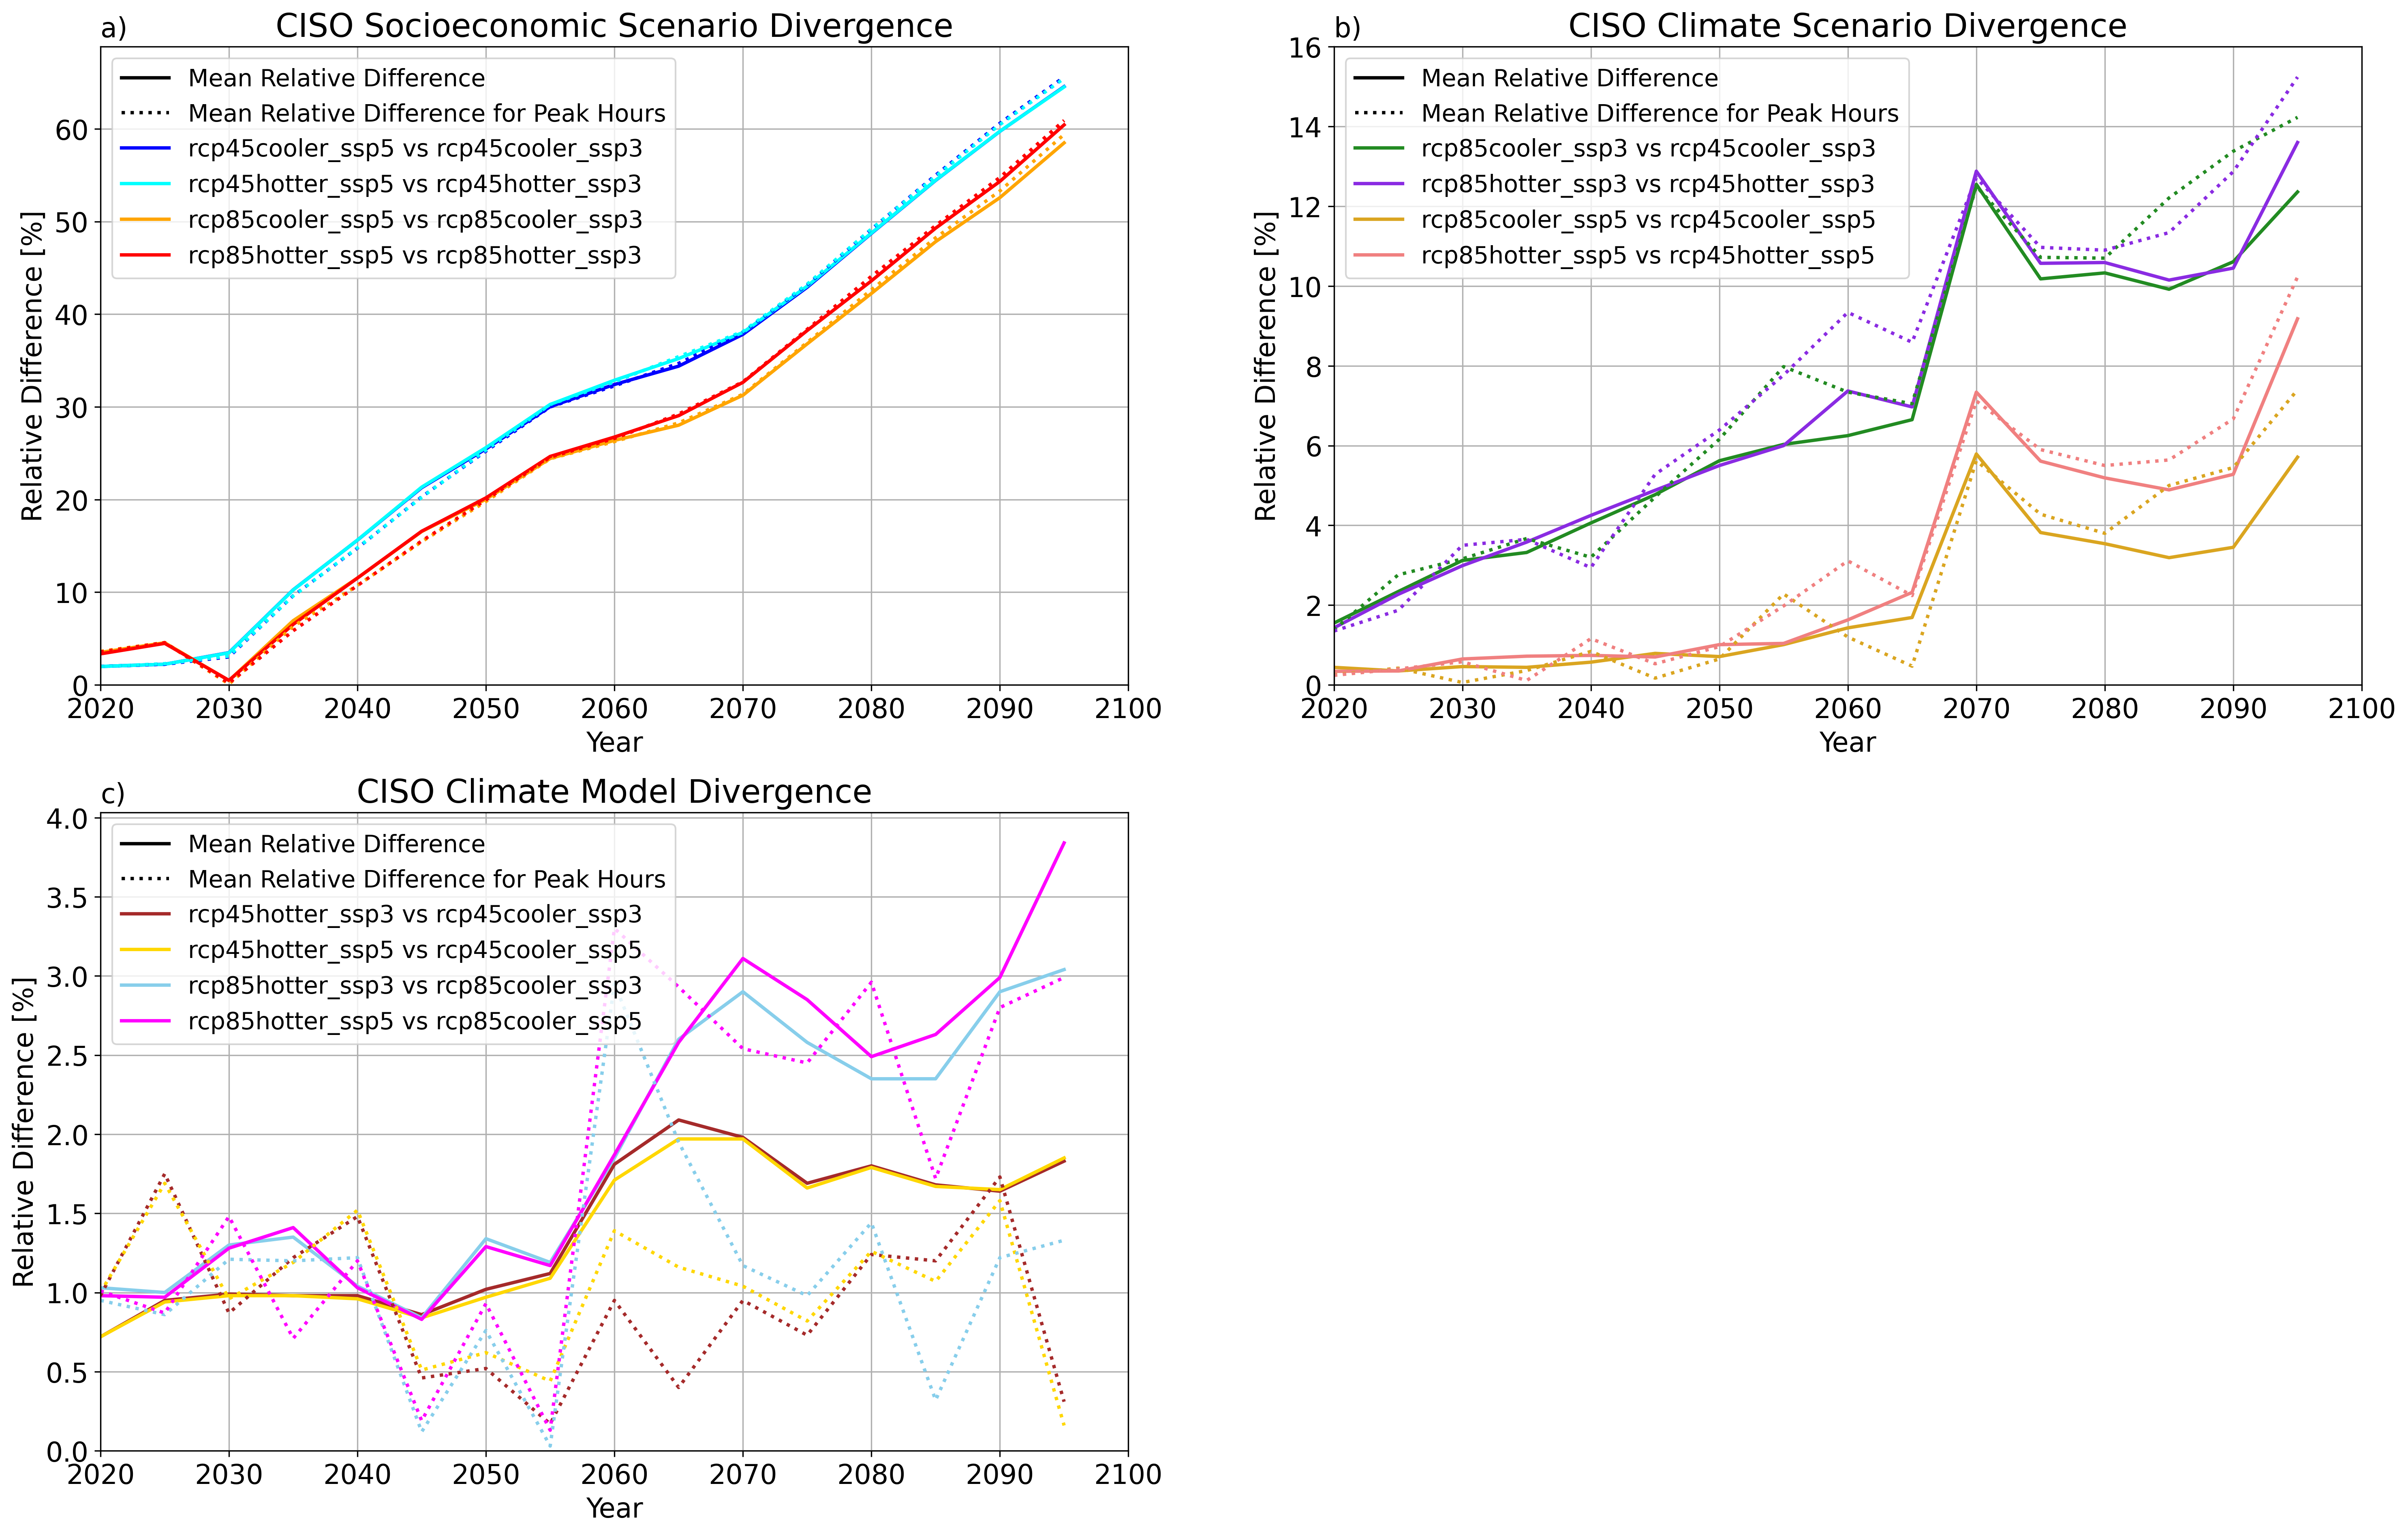 a)
CISO Socioeconomic Scenario Divergence
Relative Difference [%]
60
50
40
30
20
10
0
Mean Relative Difference
Mean Relative Difference for Peak Hours
rcp45cooler_ssp5 vs rcp45cooler_ssp3
rcp45hotter_ssp5 vs rcp45hotter_ssp3
rcp85cooler_ssp5 vs rcp85cooler_ssp3
rcp85hotter_ssp5 vs rcp85hotter_ssp3
2020 2030 2040 2050 2060 2070 2080 2090 2100
Year
b)
CISO Climate Scenario Divergence
Relative Difference [%]
16
14
12
10
8
6
4
2
0
Mean Relative Difference
Mean Relative Difference for Peak Hours
rcp85cooler_ssp3 vs rcp45cooler_ssp3
rcp85hotter_ssp3 vs rcp45hotter_ssp3
rcp85cooler_ssp5 vs rcp45cooler_ssp5
rcp85hotter_ssp5 vs rcp45hotter_ssp5
2020 2030 2040 2050 2060 2070 2080 2090 2100
Year
c)
CISO Climate Model Divergence
Relative Difference [%]
4.0
3.5
3.0
2.5
2.0
1.5
1.0
0.5
0.0
Mean Relative Difference
Mean Relative Difference for Peak Hours
rcp45hotter_ssp3 vs rcp45cooler_ssp3
rcp45hotter_ssp5 vs rcp45cooler_ssp5
rcp85hotter_ssp3 vs rcp85cooler_ssp3
rcp85hotter_ssp5 vs rcp85cooler_ssp5
2020 2030 2040 2050 2060 2070 2080 2090 2100
Year